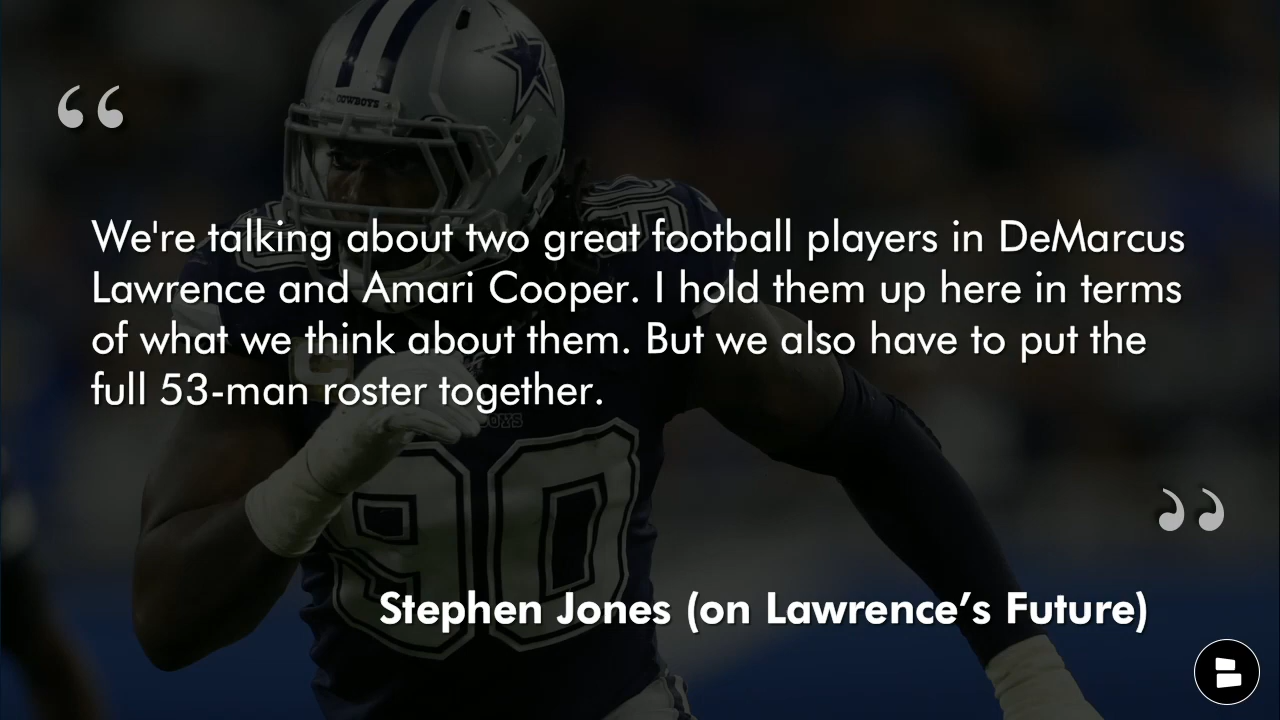 COWBOYS
“
We're talking about two great football players in DeMarcus
Lawrence and Amari Cooper. I hold them up here in terms
of what we think about them. But we also have to put the
full 53-man roster together.
90
”
Stephen Jones (on Lawrence’s Future)